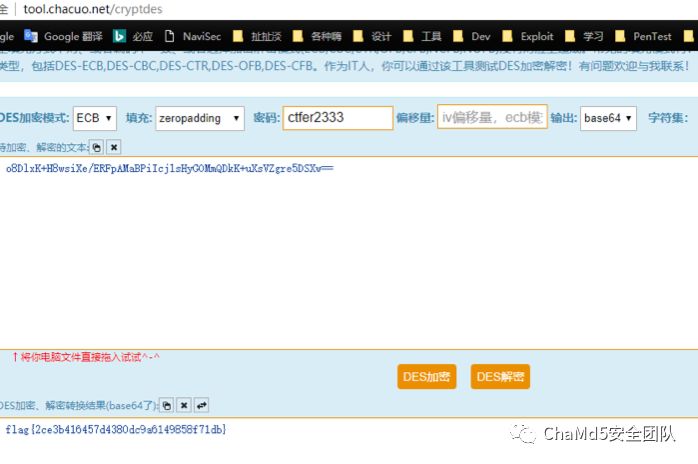 全 tool.chacuo.net/cryptdes
gle Google 翻译 必应 NaviSec 扯扯淡 各种嗨 设计 工具 Dev Exploit 学习 PenTest
类型，包括DES-ECB,DES-CBC,DES-CTR,DES-OFB,DES-CFB。作为IT人，你可以通过该工具测试DES加密解密！有问题欢迎与我联系！
DES加密模式: ECB 填充: zeropadding 密码: ctfer2333 偏移量: iv偏移量，ecb模 输出: base64 字符集:
待加密、解密的文本:
o8DlxK+H8wsiXe/ERFpAMaBPiIcjlsHyGOMmQDkK+uXsVZgre5DSXw==
↑将你电脑文件直接拖入试试^-^
DES加密 DES解密
DES加密、解密转换结果(base64了):
flag{2ce3b416457d4380dc9a6149858f71db}
ChaMd5安全团队